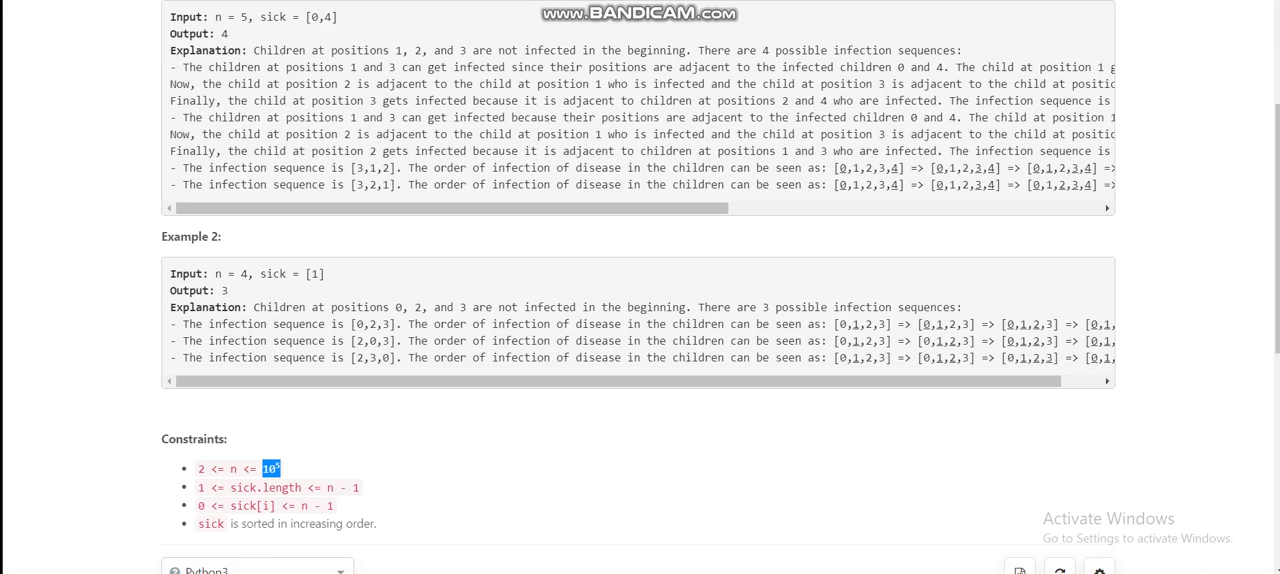 www.BANDICAM.com
Input: n = 5, sick = [0,4]
Output: 4
Explanation: Children at positions 1, 2, and 3 are not infected in the beginning. There are 4 possible infection sequences:
- The children at positions 1 and 3 can get infected since their positions are adjacent to the infected children 0 and 4. The child at position 1
Now, the child at position 2 is adjacent to the child at position 1 who is infected and the child at position 3 is adjacent to the child at
Finally, the child at position 3 gets infected because it is adjacent to children at positions 2 and 4 who are infected. The infection sequence is
- The children at positions 1 and 3 can get infected because their positions are adjacent to the infected children 0 and 4. The child at position 1
Now, the child at position 2 is adjacent to the child at position 1 who is infected and the child at position 3 is adjacent to the child at
Finally, the child at position 2 gets infected because it is adjacent to children at positions 1 and 3 who are infected. The infection sequence is
- The infection sequence is [3,1,2]. The order of infection of disease in the children can be seen as: [0,1,2,3,4] => [0,1,2,3,4] => [0,1,2,3,4] =>
- The infection sequence is [3,2,1]. The order of infection of disease in the children can be seen as: [0,1,2,3,4] => [0,1,2,3,4] => [0,1,2,3,4] =>
Example 2:
Input: n = 4, sick = [1]
Output: 3
Explanation: Children at positions 0, 2, and 3 are not infected in the beginning. There are 3 possible infection sequences:
- The infection sequence is [0,2,3]. The order of infection of disease in the children can be seen as: [0,1,2,3] => [0,1,2,3] => [0,1,2,3] => [0,1,
- The infection sequence is [2,0,3]. The order of infection of disease in the children can be seen as: [0,1,2,3] => [0,1,2,3] => [0,1,2,3] => [0,1,
- The infection sequence is [2,3,0]. The order of infection of disease in the children can be seen as: [0,1,2,3] => [0,1,2,3] => [0,1,2,3] => [0,1,
Constraints:
• 2 <= n <= 10⁵
• 1 <= sick.length <= n - 1
• 0 <= sick[i] <= n - 1
• sick is sorted in increasing order.
Activate Windows
Go to Settings to activate Windows.
Python3